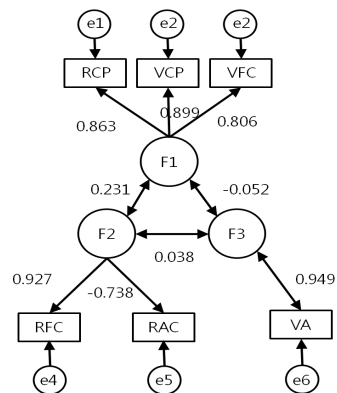 e1 e2 e2
RCP VCP VFC
0.863 0.899 0.806
F1
0.231 -0.052
F2 F3
0.038
0.927 -0.738 0.949
RFC RAC VA
e4 e5 e6